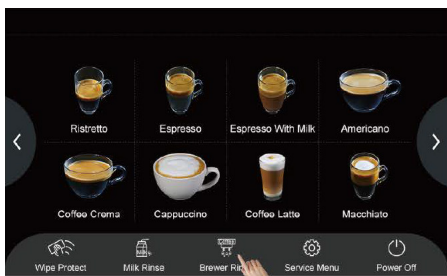 Ristretto
Espresso
Espresso With Milk
Americano
Coffee Crema
Cappuccino
Coffee Latte
Macchiato
Wipe Protect
Milk Rinse
Brewer
Service Menu
Power Off